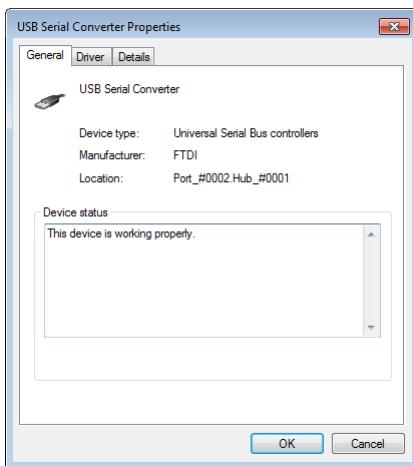 USB Serial Converter Properties
General Driver Details
USB Serial Converter
Device type: Universal Serial Bus controllers
Manufacturer: FTDI
Location: Port_#0002.Hub_#0001
Device status
This device is working properly.
OK Cancel